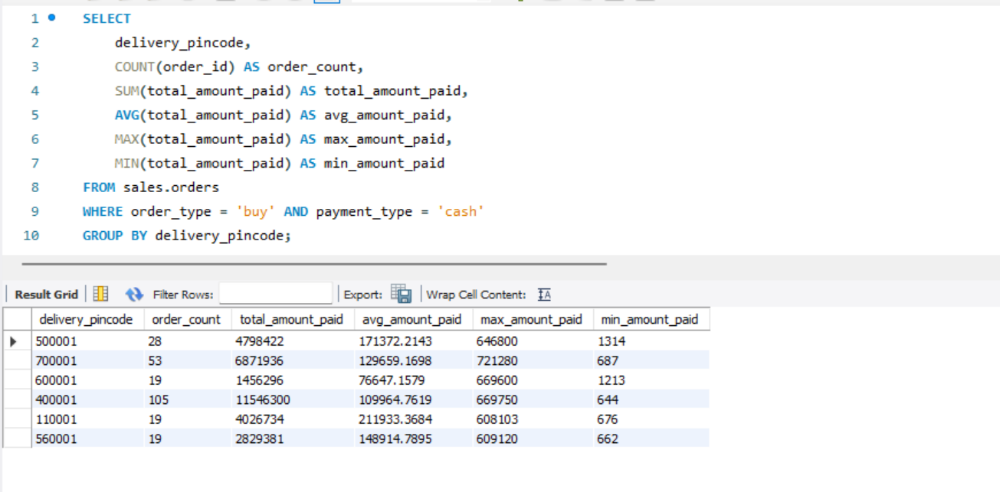 1 SELECT
2 delivery_pincode,
3 COUNT(order_id) AS order_count,
4 SUM(total_amount_paid) AS total_amount_paid,
5 AVG(total_amount_paid) AS avg_amount_paid,
6 MAX(total_amount_paid) AS max_amount_paid,
7 MIN(total_amount_paid) AS min_amount_paid
8 FROM sales.orders
9 WHERE order_type = 'buy' AND payment_type = 'cash'
10 GROUP BY delivery_pincode;
Result Grid Filter Rows: Export: Wrap Cell Content:
delivery_pincode order_count total_amount_paid avg_amount_paid max_amount_paid min_amount_paid
500001 28 4798422 171372.2143 646800 1314
700001 53 6871936 129659.1698 721280 687
600001 19 1456296 76647.1579 669600 1213
400001 105 11546300 109964.7619 669750 644
110001 19 4026734 211933.3684 608103 676
560001 19 2829381 148914.7895 609120 662